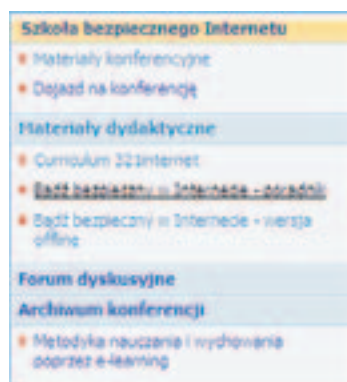 Szkoła bezpiecznego Internetu
Materiały konferencyjne
Dojazd na konferencję
Materiały dydaktyczne
Curriculum 321internet
Bądź bezpieczny w Internecie - poradnik
Bądź bezpieczny w Internecie - wersja
offline
Forum dyskusyjne
Archiwum konferencji
Metodyka nauczania i wychowania
poprzez e-learning